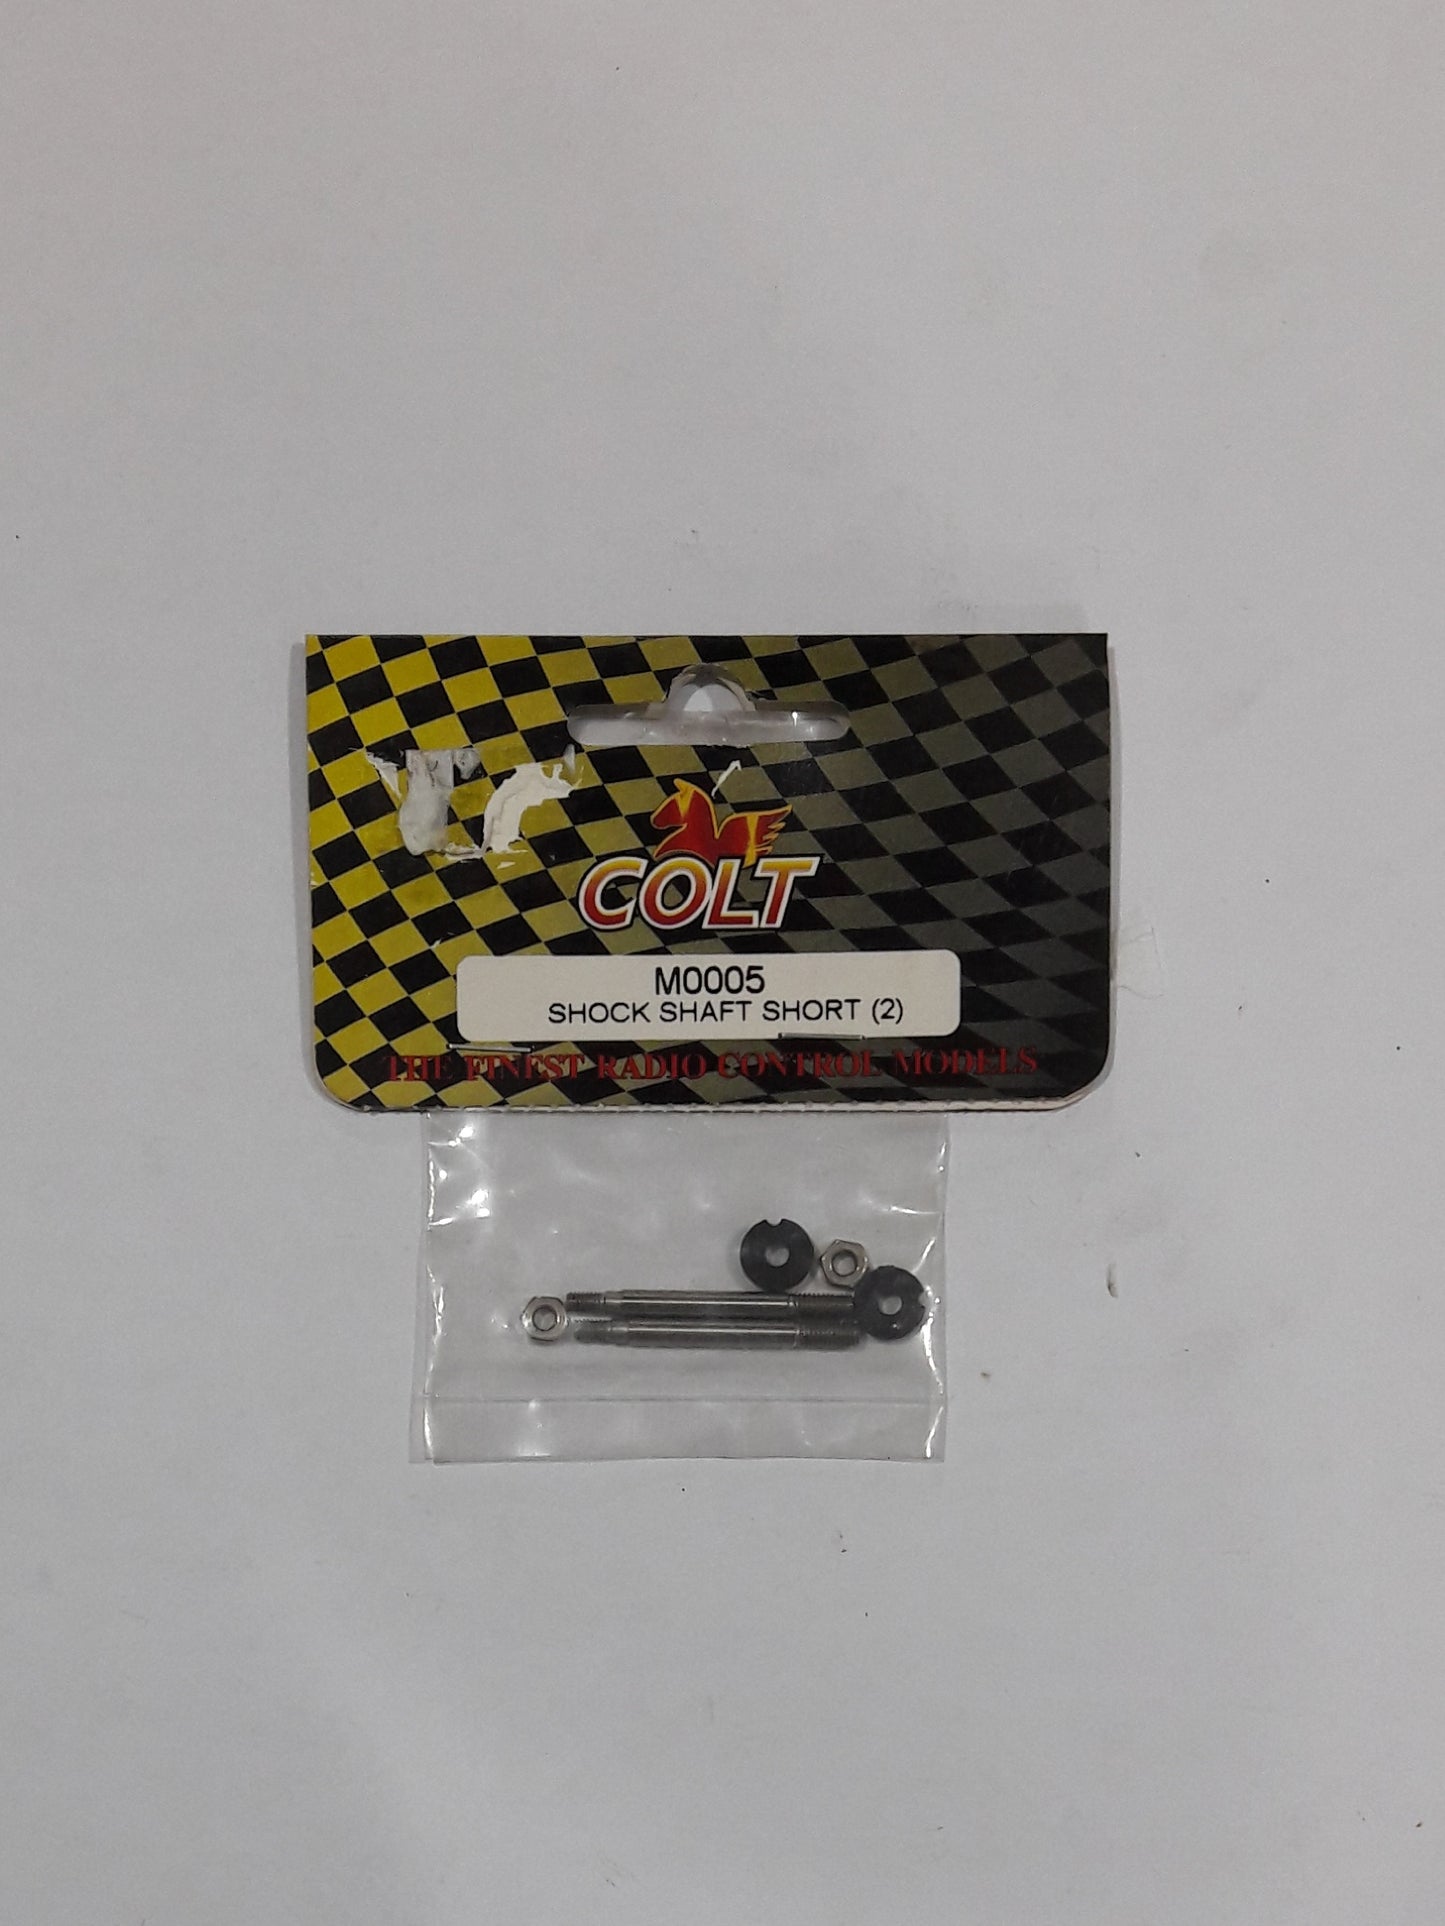 COLT
M0005
SHOCK SHAFT SHORT (2)
THE FINEST RADIO CONTROL MODELS